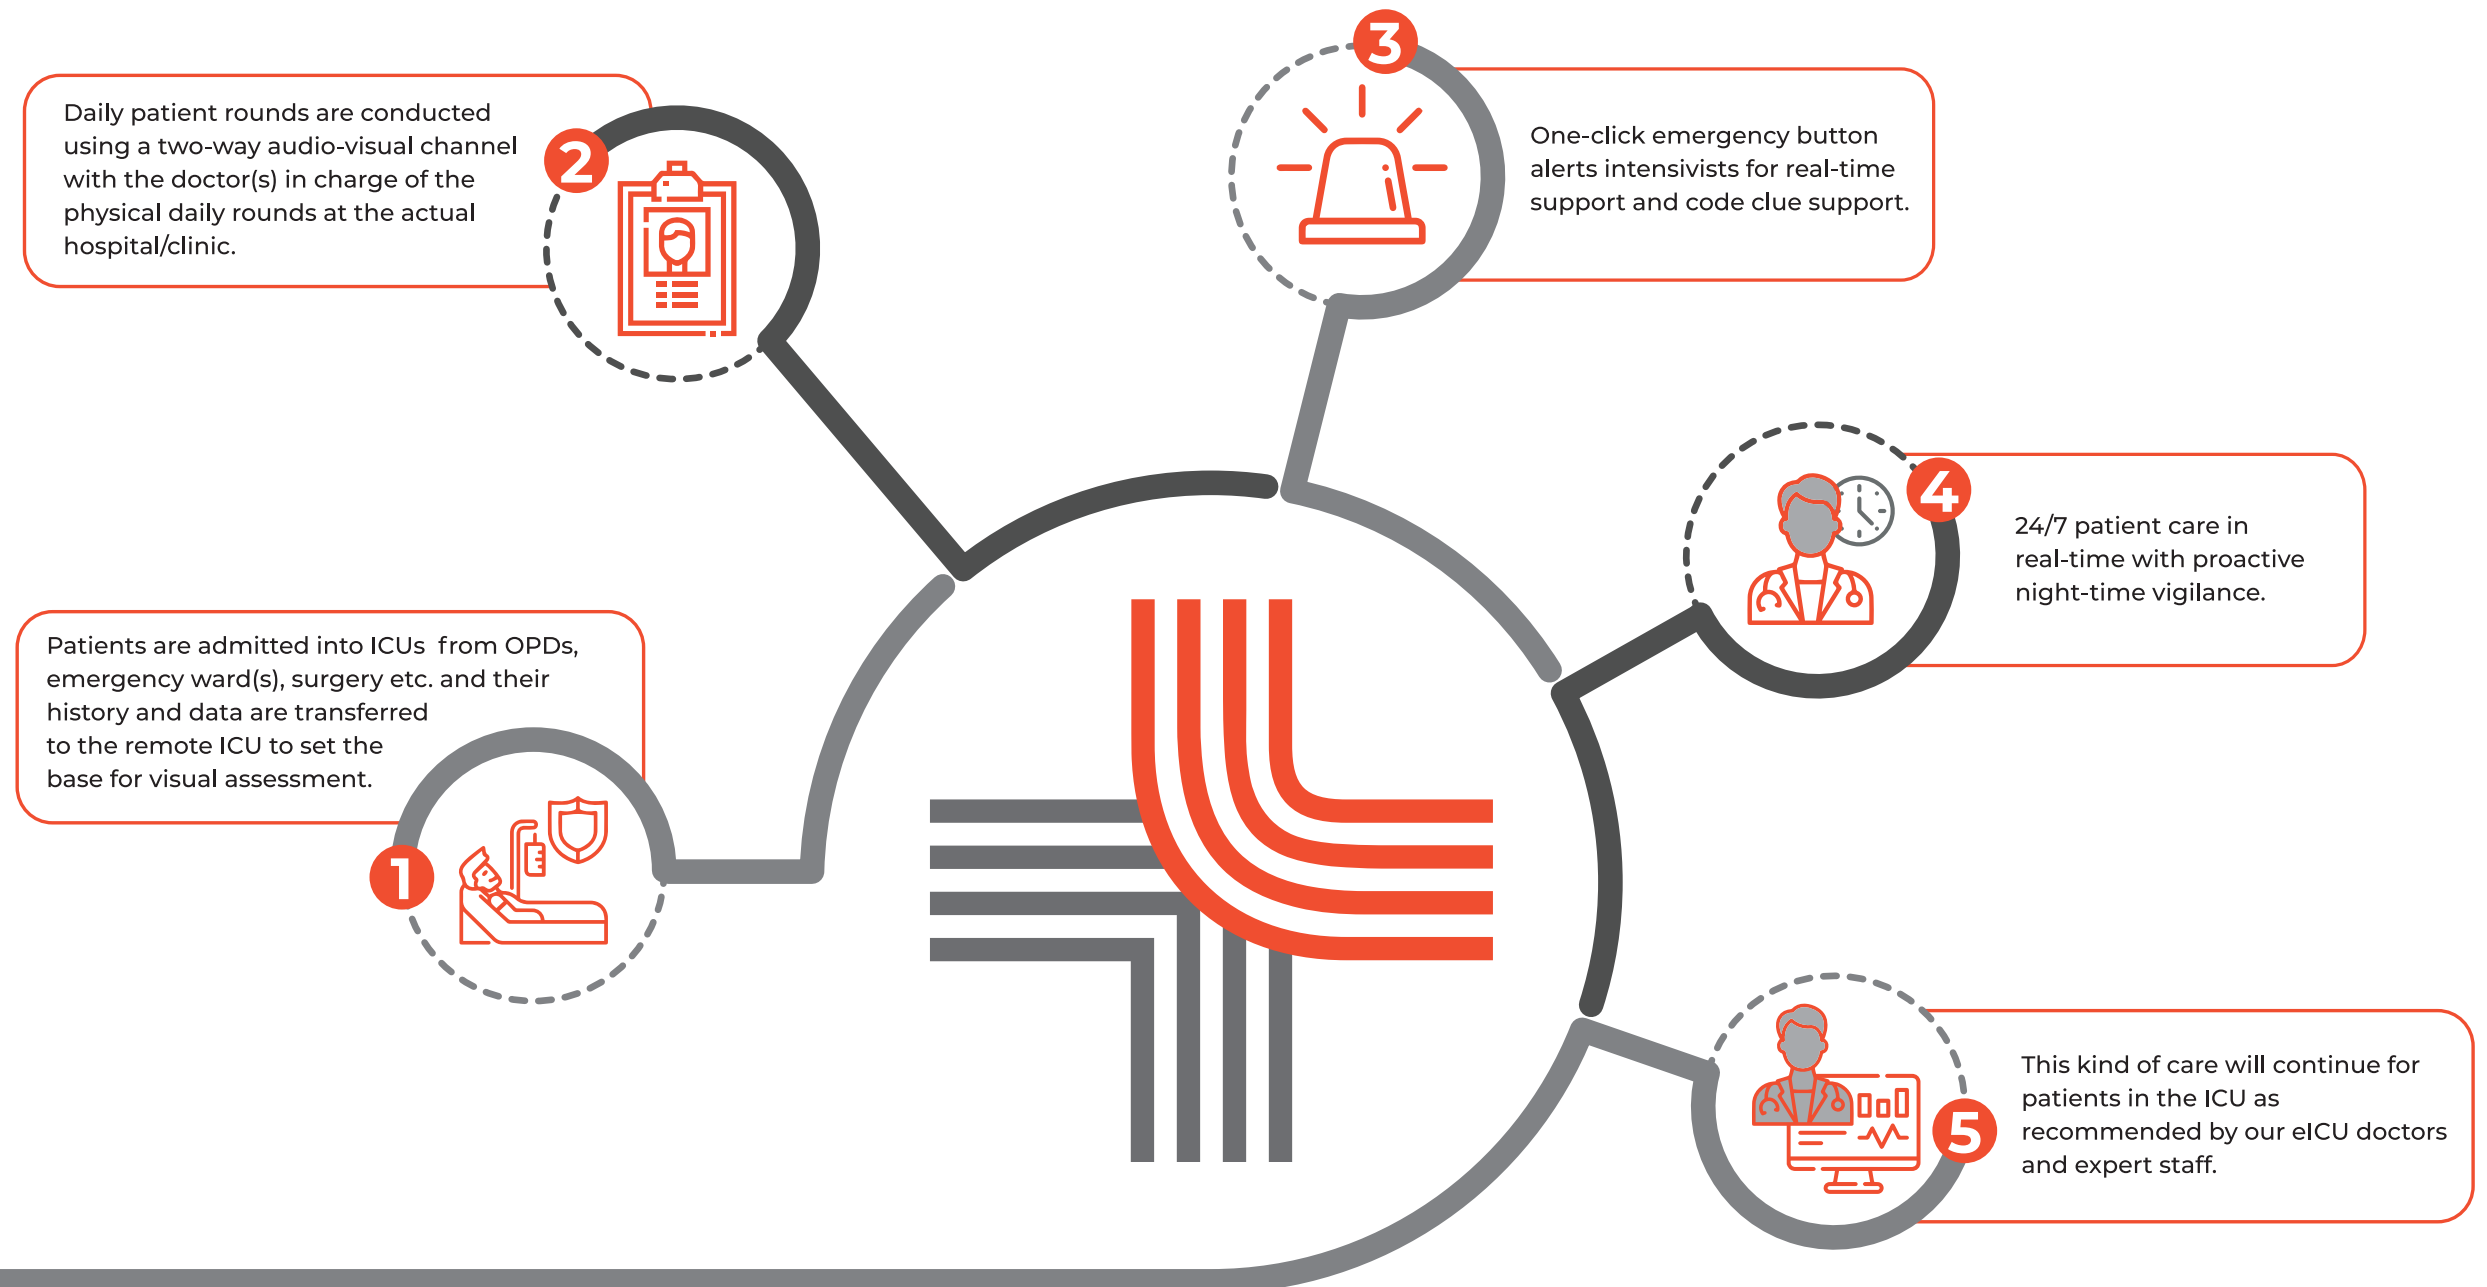 1
Patients are admitted into ICUs from OPDs,
emergency ward(s), surgery etc. and their
history and data are transferred
to the remote ICU to set the
base for visual assessment.
2
Daily patient rounds are conducted
using a two-way audio-visual channel
with the doctor(s) in charge of the
physical daily rounds at the actual
hospital/clinic.
3
One-click emergency button
alerts intensivists for real-time
support and code clue support.
4
24/7 patient care in
real-time with proactive
night-time vigilance.
5
This kind of care will continue for
patients in the ICU as
recommended by our eICU doctors
and expert staff.